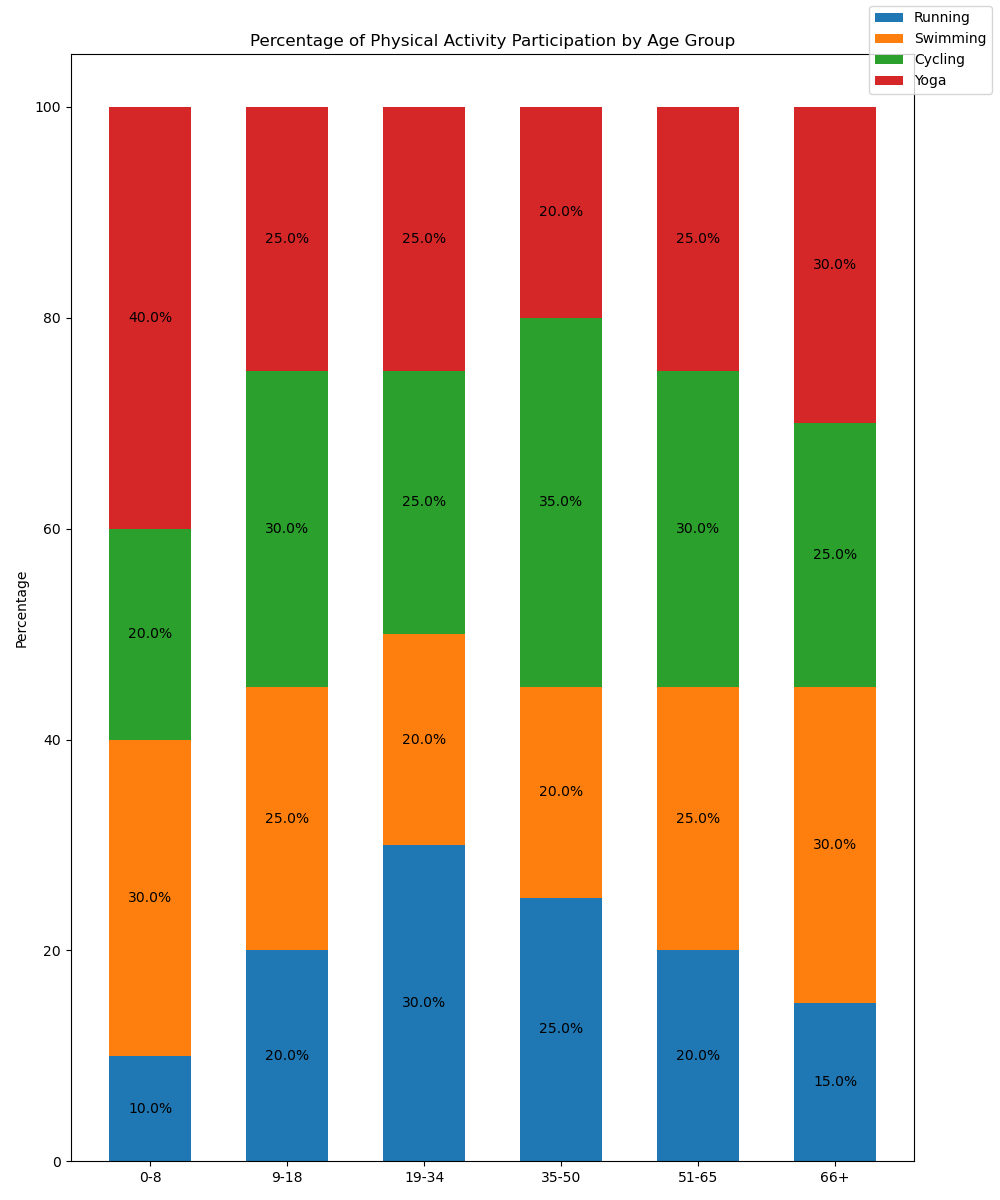 Running
Swimming
Cycling
Yoga
Percentage of Physical Activity Participation by Age Group
Percentage
100
80
60
40
20
0
40.0% 25.0% 25.0% 20.0% 25.0% 30.0%
20.0% 30.0% 25.0% 35.0% 30.0% 25.0%
30.0% 25.0% 20.0% 20.0% 25.0% 30.0%
10.0% 20.0% 30.0% 25.0% 20.0% 15.0%
0-8 9-18 19-34 35-50 51-65 66+